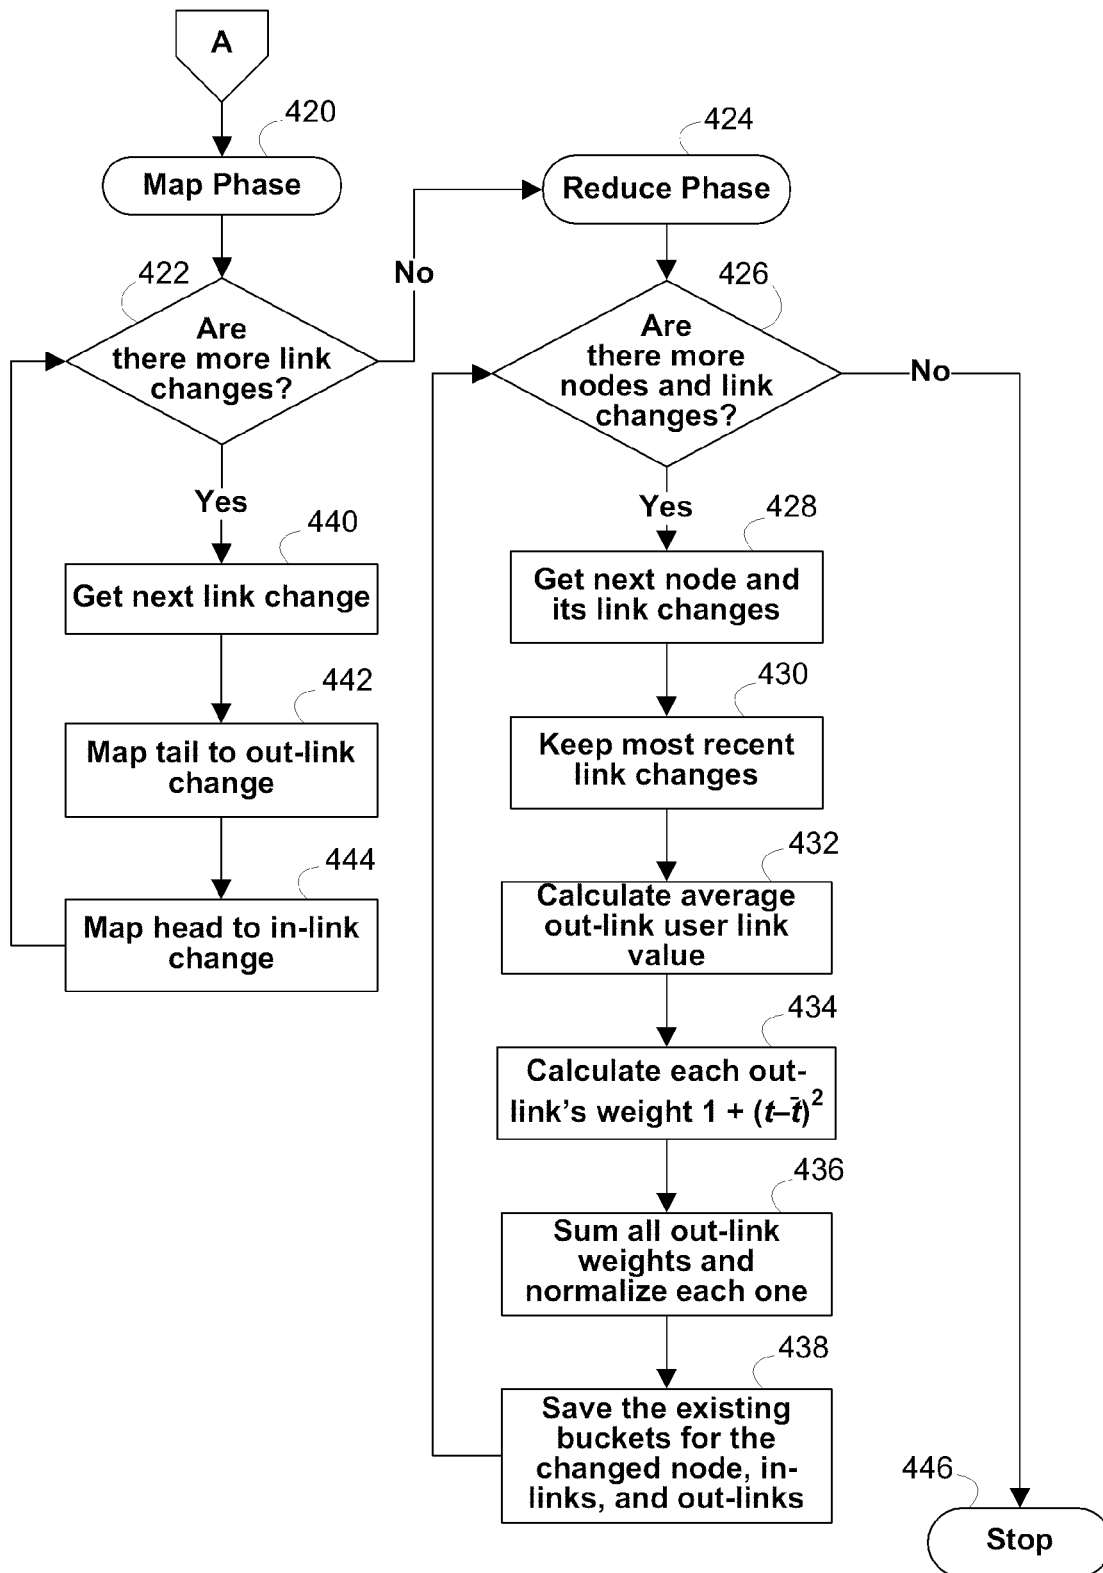 A
420
Map Phase
422
Are
there more link
changes?
No
Yes
440
Get next link change
442
Map tail to out-link
change
444
Map head to in-link
change
424
Reduce Phase
426
Are
there more
nodes and link
changes?
No
Yes
428
Get next node and
its link changes
430
Keep most recent
link changes
432
Calculate average
out-link user link
value
434
Calculate each out-
link's weight 1 + (t–t̄)²
436
Sum all out-link
weights and
normalize each one
438
Save the existing
buckets for the
changed node, in-
links, and out-links
446
Stop